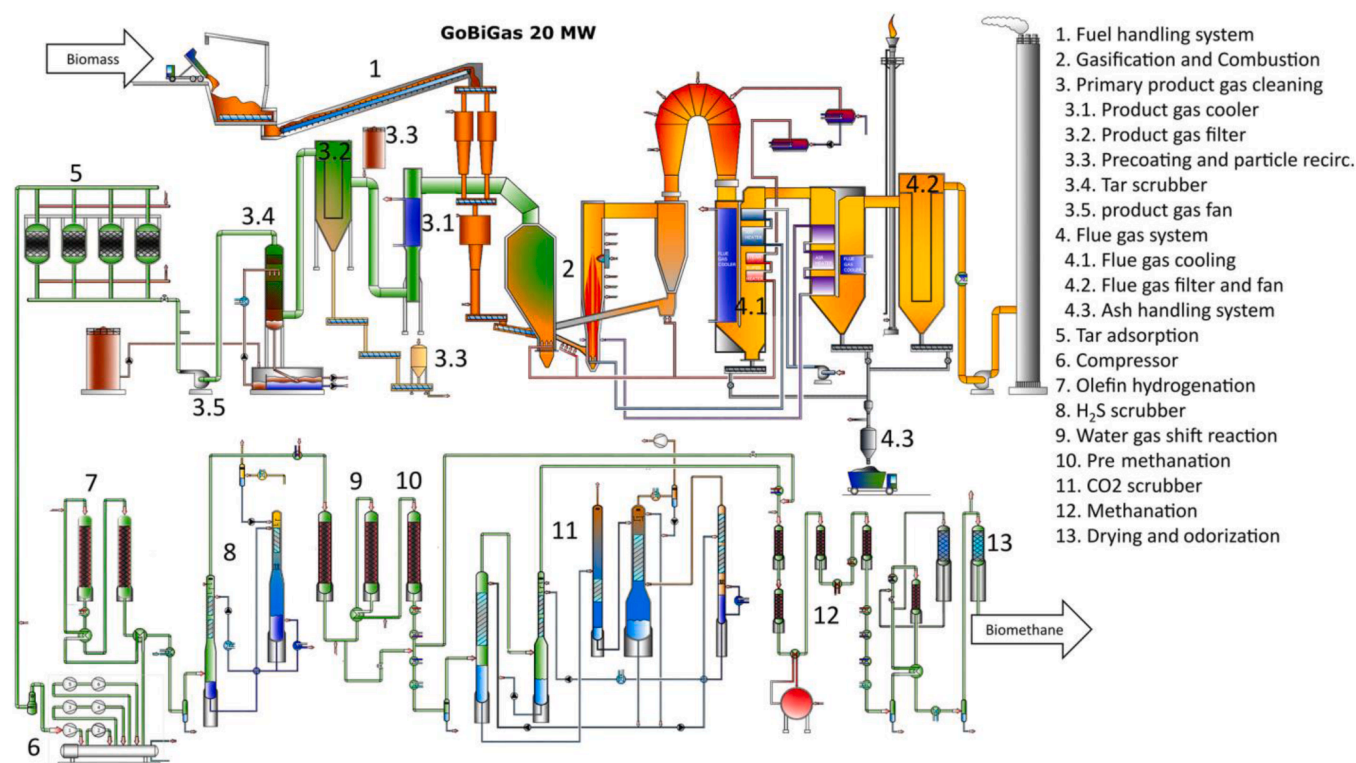 GoBiGas 20 MW
Biomass
1
3.3
3.2
5
3.4
3.1
2
4.2
FLUE GAS COOLER
4.1
AIR
FLUE GAS COOLER
3.3
3.5
4.3
7
9
10
8
11
13
12
6
Biomethane
1. Fuel handling system
2. Gasification and Combustion
3. Primary product gas cleaning
3.1. Product gas cooler
3.2. Product gas filter
3.3. Precoating and particle recirc.
3.4. Tar scrubber
3.5. product gas fan
4. Flue gas system
4.1. Flue gas cooling
4.2. Flue gas filter and fan
4.3. Ash handling system
5. Tar adsorption
6. Compressor
7. Olefin hydrogenation
8. H₂S scrubber
9. Water gas shift reaction
10. Pre methanation
11. CO2 scrubber
12. Methanation
13. Drying and odorization